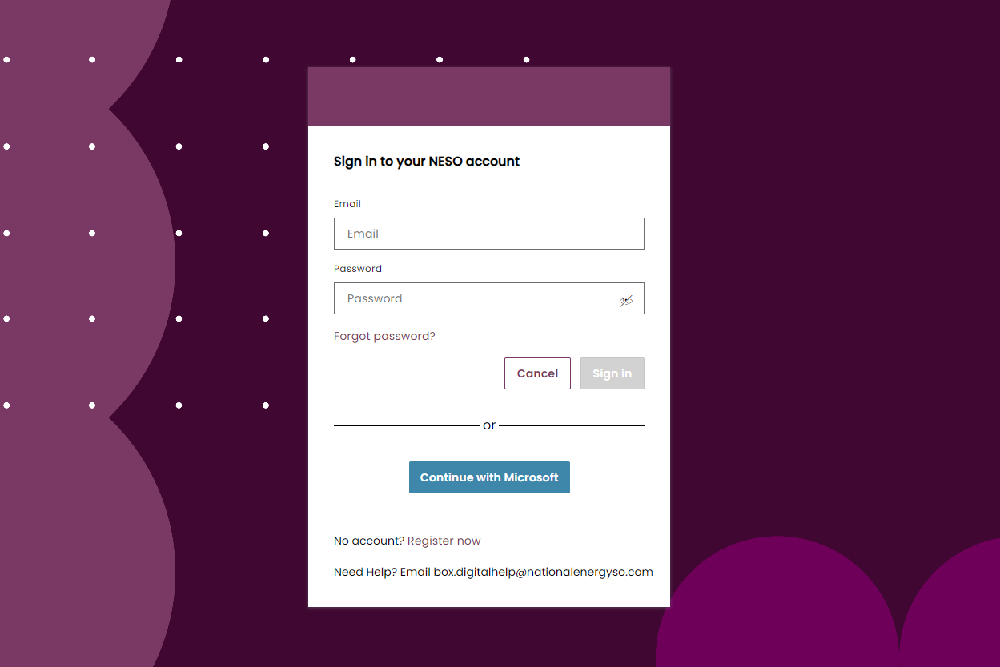 Sign in to your NESO account
Email
Email
Password
Password
Forgot password?
Cancel
Sign in
or
Continue with Microsoft
No account? Register now
Need Help? Email box.digitalhelp@nationalenergyso.com